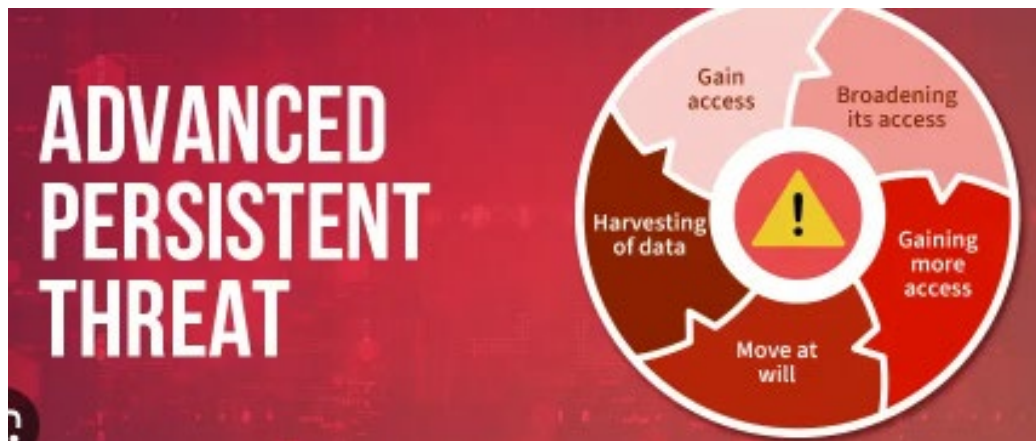 ADVANCED
PERSISTENT
THREAT
Gain
access
Broadening
its access
Gaining
more
access
Move at
will
Harvesting
of data